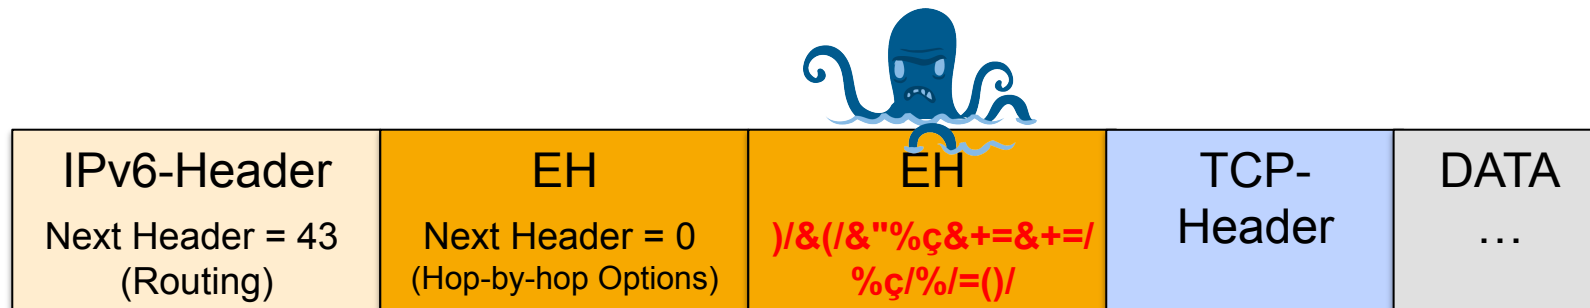 IPv6-Header
Next Header = 43
(Routing)
EH
Next Header = 0
(Hop-by-hop Options)
EH
)/&(/&"%ç&+=&+=/
%ç/%/=()/
TCP-
Header
DATA
…